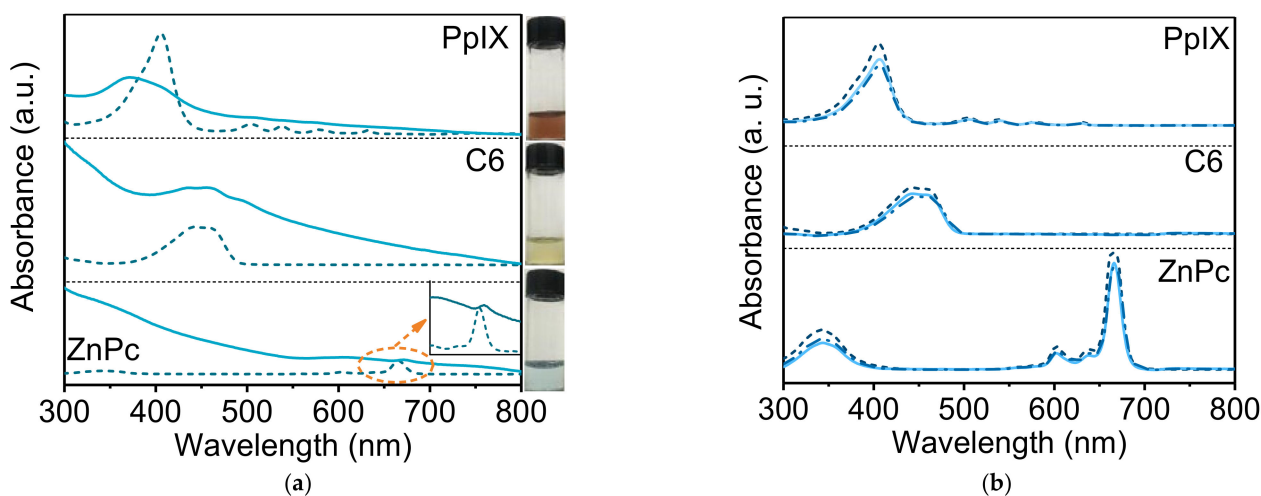 PpIX
C6
ZnPc
Absorbance (a.u.)
300 400 500 600 700 800
Wavelength (nm)
(a)
PpIX
C6
ZnPc
Absorbance (a. u.)
300 400 500 600 700 800
Wavelength (nm)
(b)